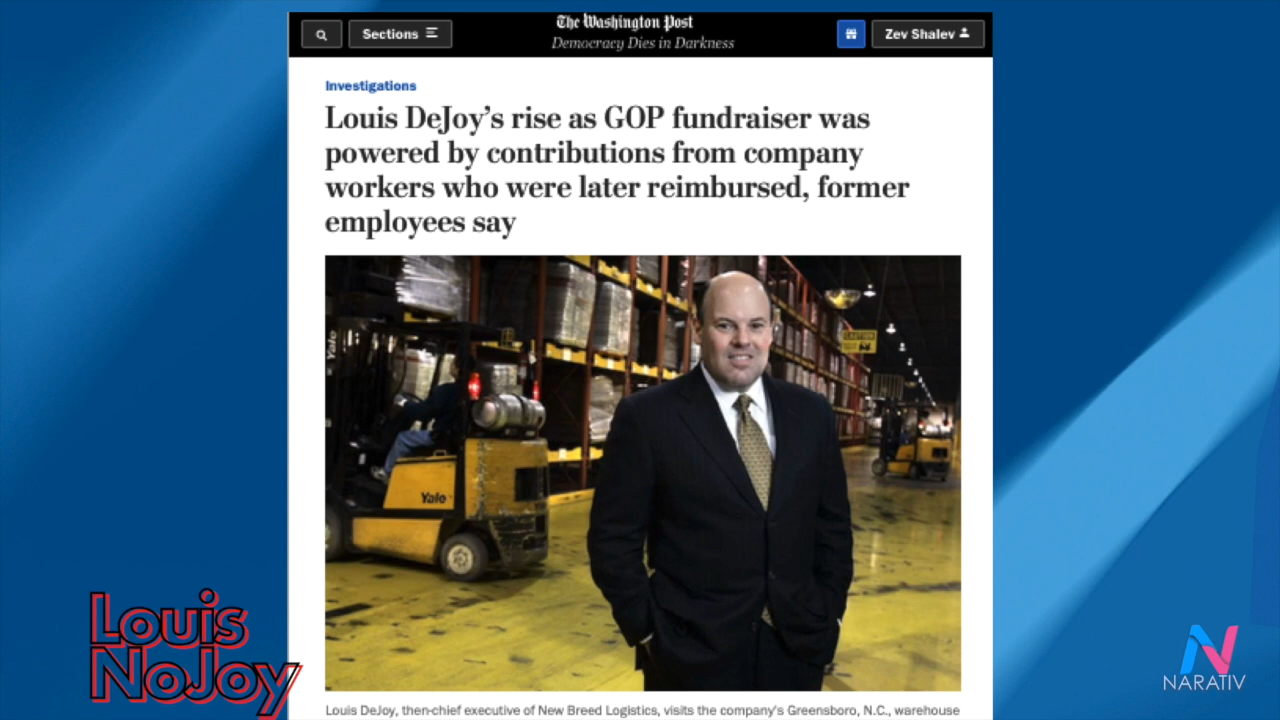 The Washington Post
Sections
Democracy Dies in Darkness
Zev Shalev
Investigations
Louis DeJoy's rise as GOP fundraiser was
powered by contributions from company
workers who were later reimbursed, former
employees say
Yale
CAUTION
Yale
Louis
NoJoy
NARATIV
Louis DeJoy, then-chief executive of New Breed Logistics, visits the company's Greensboro, N.C., warehouse